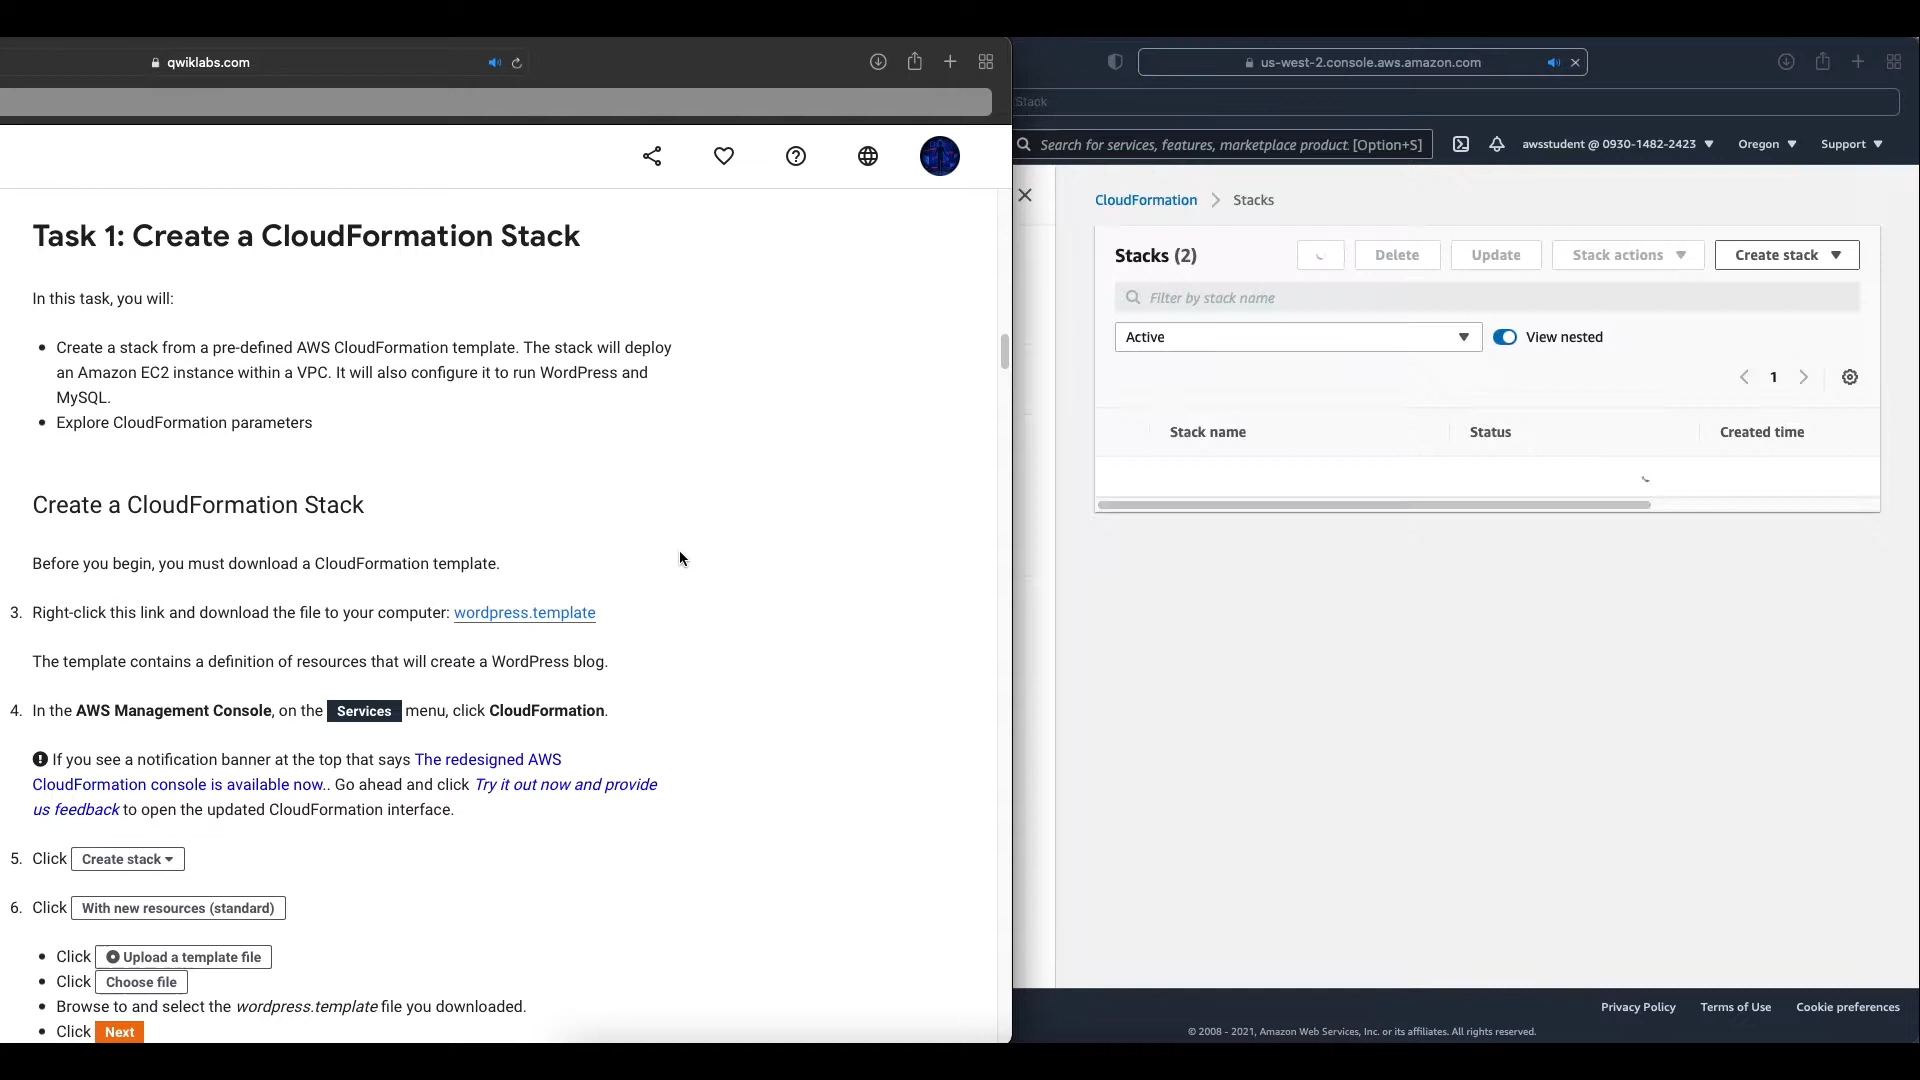 qwiklabs.com
us-west-2.console.aws.amazon.com
Stack
Search for services, features, marketplace product [Option+S]
awsstudent @ 0930-1482-2423
Oregon
Support
Task 1: Create a CloudFormation Stack
In this task, you will:
Create a stack from a pre-defined AWS CloudFormation template. The stack will deploy
an Amazon EC2 instance within a VPC. It will also configure it to run WordPress and
MySQL.
Explore CloudFormation parameters
Create a CloudFormation Stack
Before you begin, you must download a CloudFormation template.
3. Right-click this link and download the file to your computer: wordpress.template
The template contains a definition of resources that will create a WordPress blog.
4. In the AWS Management Console, on the Services menu, click CloudFormation.
If you see a notification banner at the top that says The redesigned AWS
CloudFormation console is available now.. Go ahead and click Try it out now and provide
us feedback to open the updated CloudFormation interface.
5. Click Create stack
6. Click With new resources (standard)
Click Upload a template file
Click Choose file
Browse to and select the wordpress.template file you downloaded.
Click Next
CloudFormation
Stacks
Stacks (2)
Delete
Update
Stack actions
Create stack
Filter by stack name
Active
View nested
1
Stack name
Status
Created time
Privacy Policy
Terms of Use
Cookie preferences
© 2008 - 2021, Amazon Web Services, Inc. or its affiliates. All rights reserved.